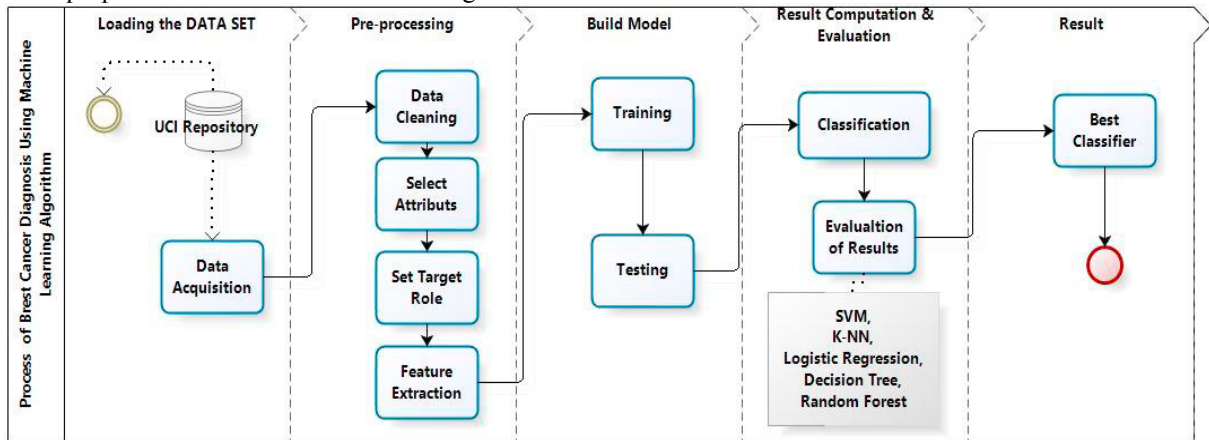 Process of Brest Cancer Diagnosis Using Machine
Learning Algorithm
Loading the DATA SET
UCI Repository
Data
Acquisition
Pre-processing
Data
Cleaning
Select
Attributs
Set Target
Role
Feature
Extraction
Build Model
Training
Testing
Result Computation &
Evaluation
Classification
Evaluation
of Results
SVM,
K-NN,
Logistic Regression,
Decision Tree,
Random Forest
Result
Best
Classifier